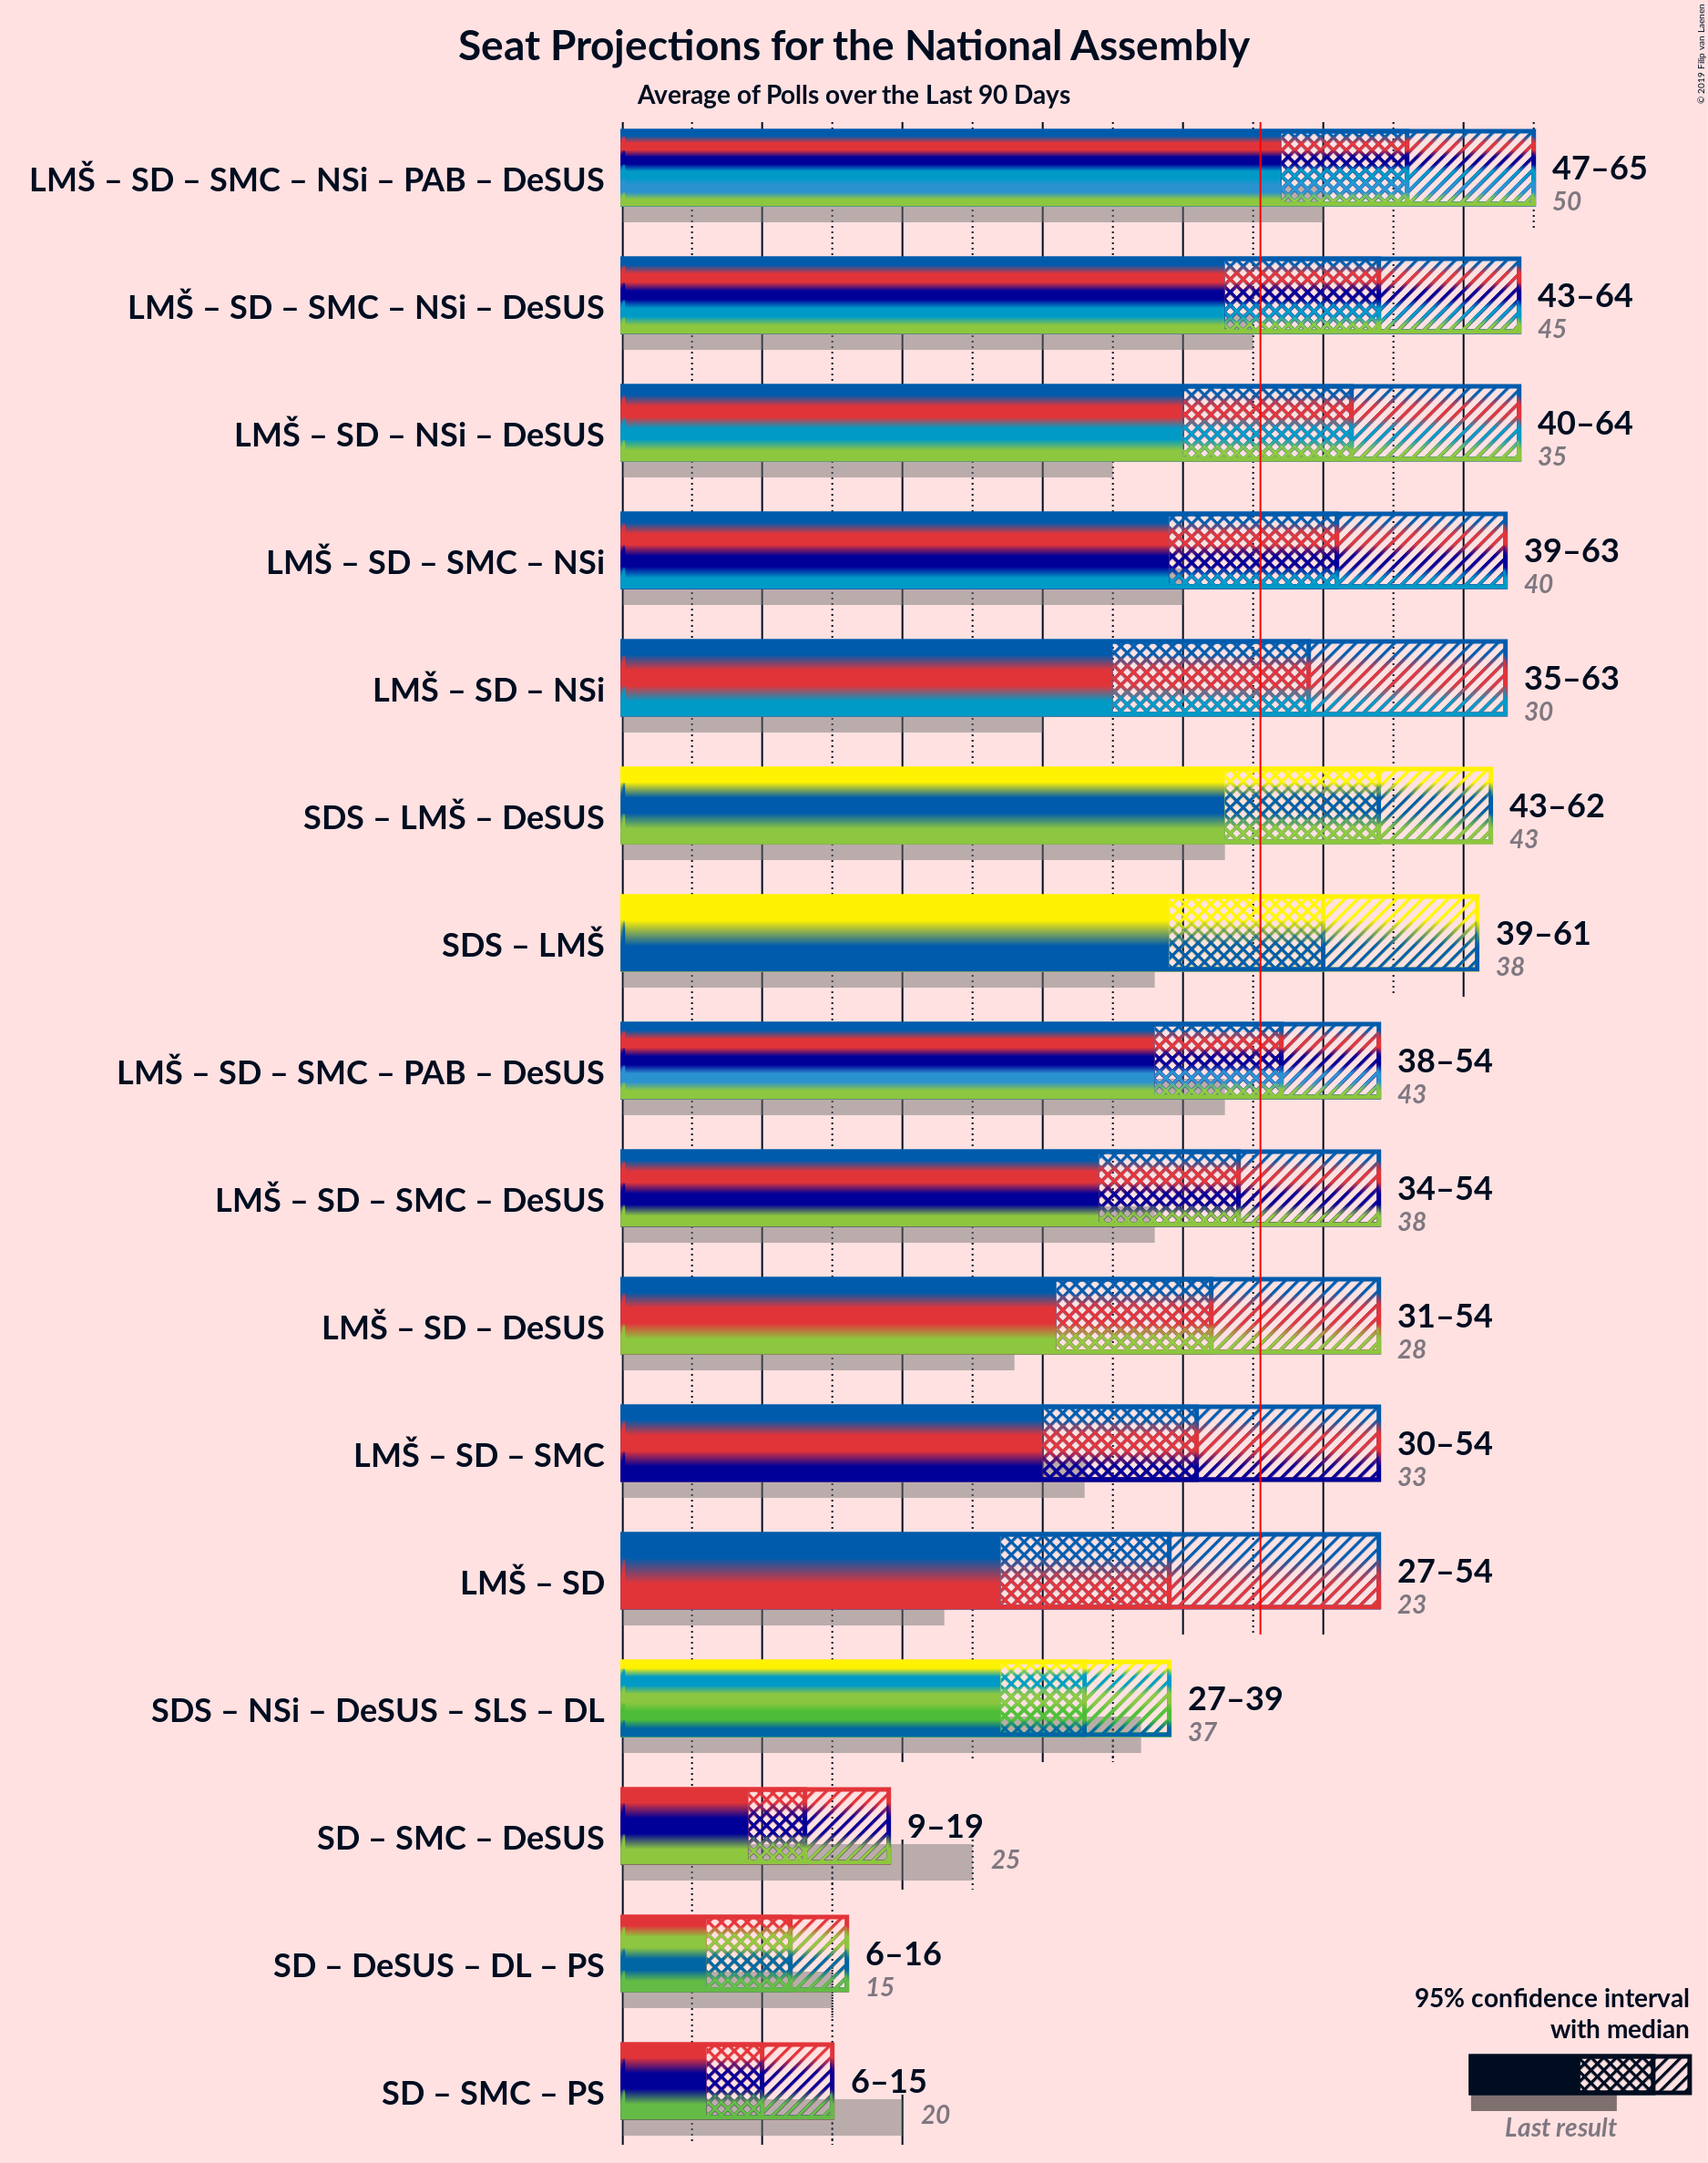 © 2019 Filip van Laenen
Seat Projections for the National Assembly
Average of Polls over the Last 90 Days
LMŠ – SD – SMC – NSi – PAB – DeSUS
47–65
50
LMŠ – SD – SMC – NSi – DeSUS
43–64
45
LMŠ – SD – NSi – DeSUS
40–64
35
LMŠ – SD – SMC – NSi
39–63
40
LMŠ – SD – NSi
35–63
30
SDS – LMŠ – DeSUS
43–62
43
SDS – LMŠ
39–61
38
LMŠ – SD – SMC – PAB – DeSUS
38–54
43
LMŠ – SD – SMC – DeSUS
34–54
38
LMŠ – SD – DeSUS
31–54
28
LMŠ – SD – SMC
30–54
33
LMŠ – SD
27–54
23
SDS – NSi – DeSUS – SLS – DL
27–39
37
SD – SMC – DeSUS
9–19
25
SD – DeSUS – DL – PS
6–16
15
SD – SMC – PS
6–15
20
95% confidence interval
with median
Last result